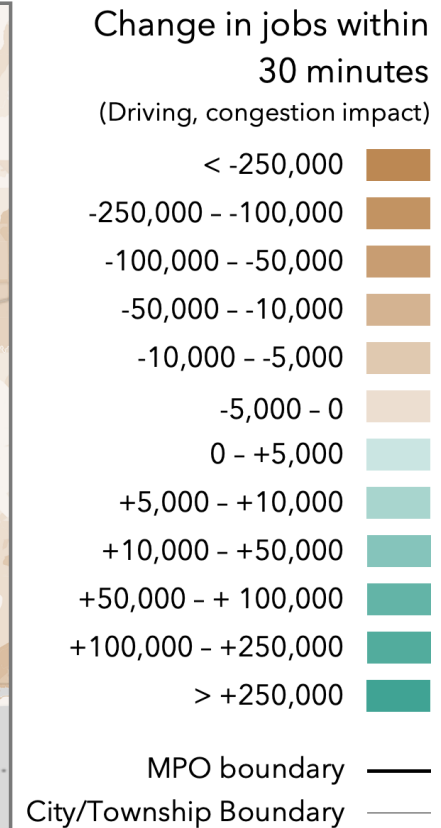 Change in jobs within
30 minutes
(Driving, congestion impact)
< -250,000
-250,000 – -100,000
-100,000 – -50,000
-50,000 – -10,000
-10,000 – -5,000
-5,000 – 0
0 – +5,000
+5,000 – +10,000
+10,000 – +50,000
+50,000 – + 100,000
+100,000 – +250,000
> +250,000
MPO boundary
City/Township Boundary